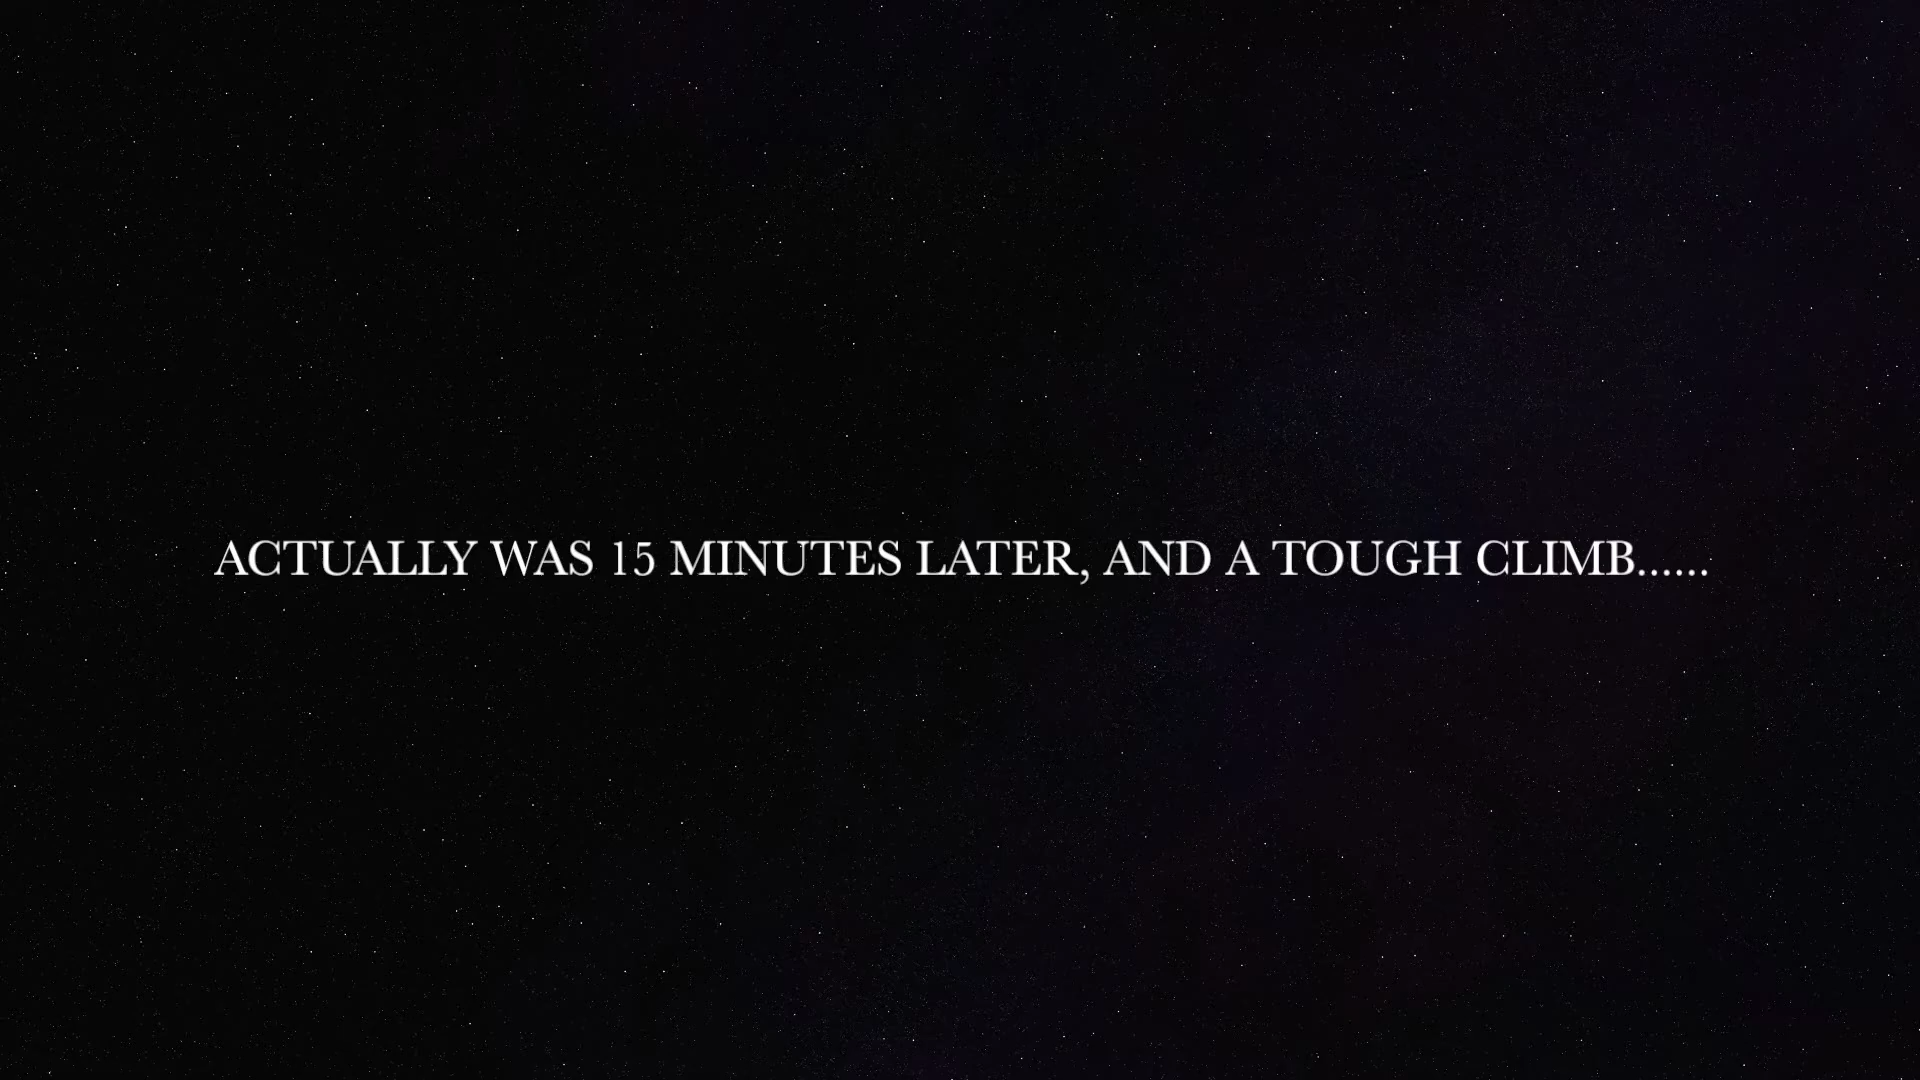 ACTUALLY WAS 15 MINUTES LATER, AND A TOUGH CLIMB......